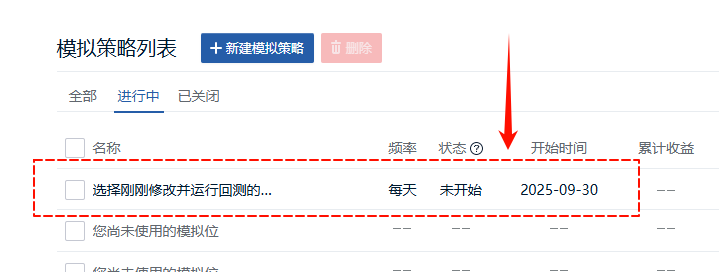 模拟策略列表 +新建模拟策略 删除
全部 进行中 已关闭
名称 频率 状态 ? 开始时间 累计收益
选择刚刚修改并运行回测的... 每天 未开始 2025-09-30 --
您尚未使用的模拟位 -- -- -- --
您尚未使用的模拟位